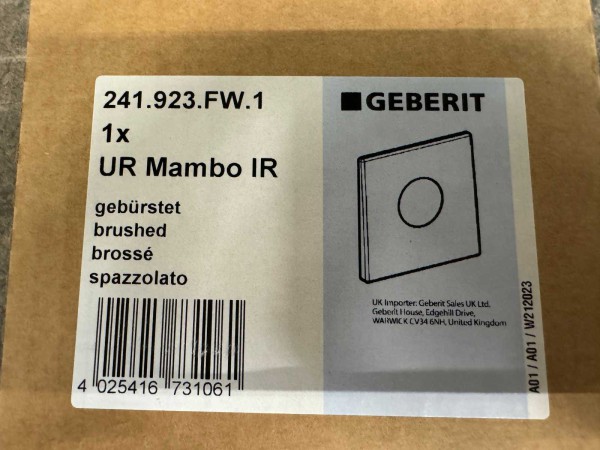 241.923.FW.1
1x
UR Mambo IR
gebürstet
brushed
brossé
spazzolato
4 025416 731061
GEBERIT
UK Importer: Geberit Sales UK Ltd.
Geberit House, Edgehill Drive,
WARWICK CV34 6NH, United Kingdom
A01 / A01 / W212023